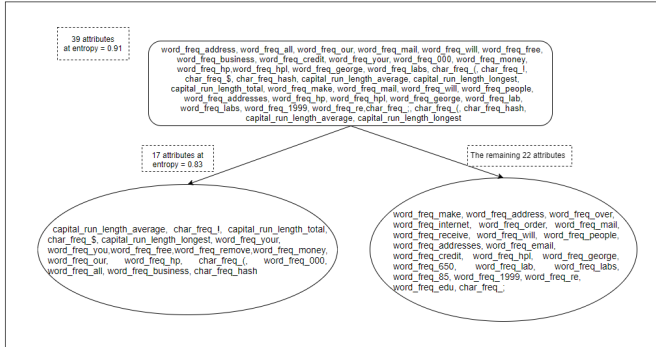 39 attributes
at entropy = 0.91
word_freq_address, word_freq_all, word_freq_our, word_freq_mail, word_freq_will, word_freq_free,
word_freq_business, word_freq_credit, word_freq_your, word_freq_000, word_freq_money,
word_freq_hp,word_freq_hpl, word_freq_george, word_freq_labs, char_freq_(, char_freq_!,
char_freq_$, char_freq_hash, capital_run_length_average, capital_run_length_longest,
capital_run_length_total, word_freq_make, word_freq_mail, word_freq_will, word_freq_people,
word_freq_addresses, word_freq_hp, word_freq_hpl, word_freq_george, word_freq_lab,
word_freq_labs, word_freq_1999, word_freq_re,char_freq_;, char_freq_(, char_freq_hash,
capital_run_length_average, capital_run_length_longest
17 attributes at
entropy = 0.83
The remaining 22 attributes
capital_run_length_average, char_freq_!, capital_run_length_total,
char_freq_$, capital_run_length_longest, word_freq_your,
word_freq_you,word_freq_free,word_freq_remove,word_freq_money,
word_freq_our, word_freq_hp, char_freq_(, word_freq_000,
word_freq_all, word_freq_business, char_freq_hash
word_freq_make, word_freq_address, word_freq_over,
word_freq_internet, word_freq_order, word_freq_mail,
word_freq_receive, word_freq_will, word_freq_people,
word_freq_addresses, word_freq_email,
word_freq_credit, word_freq_hpl, word_freq_george,
word_freq_650, word_freq_lab, word_freq_labs,
word_freq_85, word_freq_1999, word_freq_re
word_freq_edu, char_freq_;